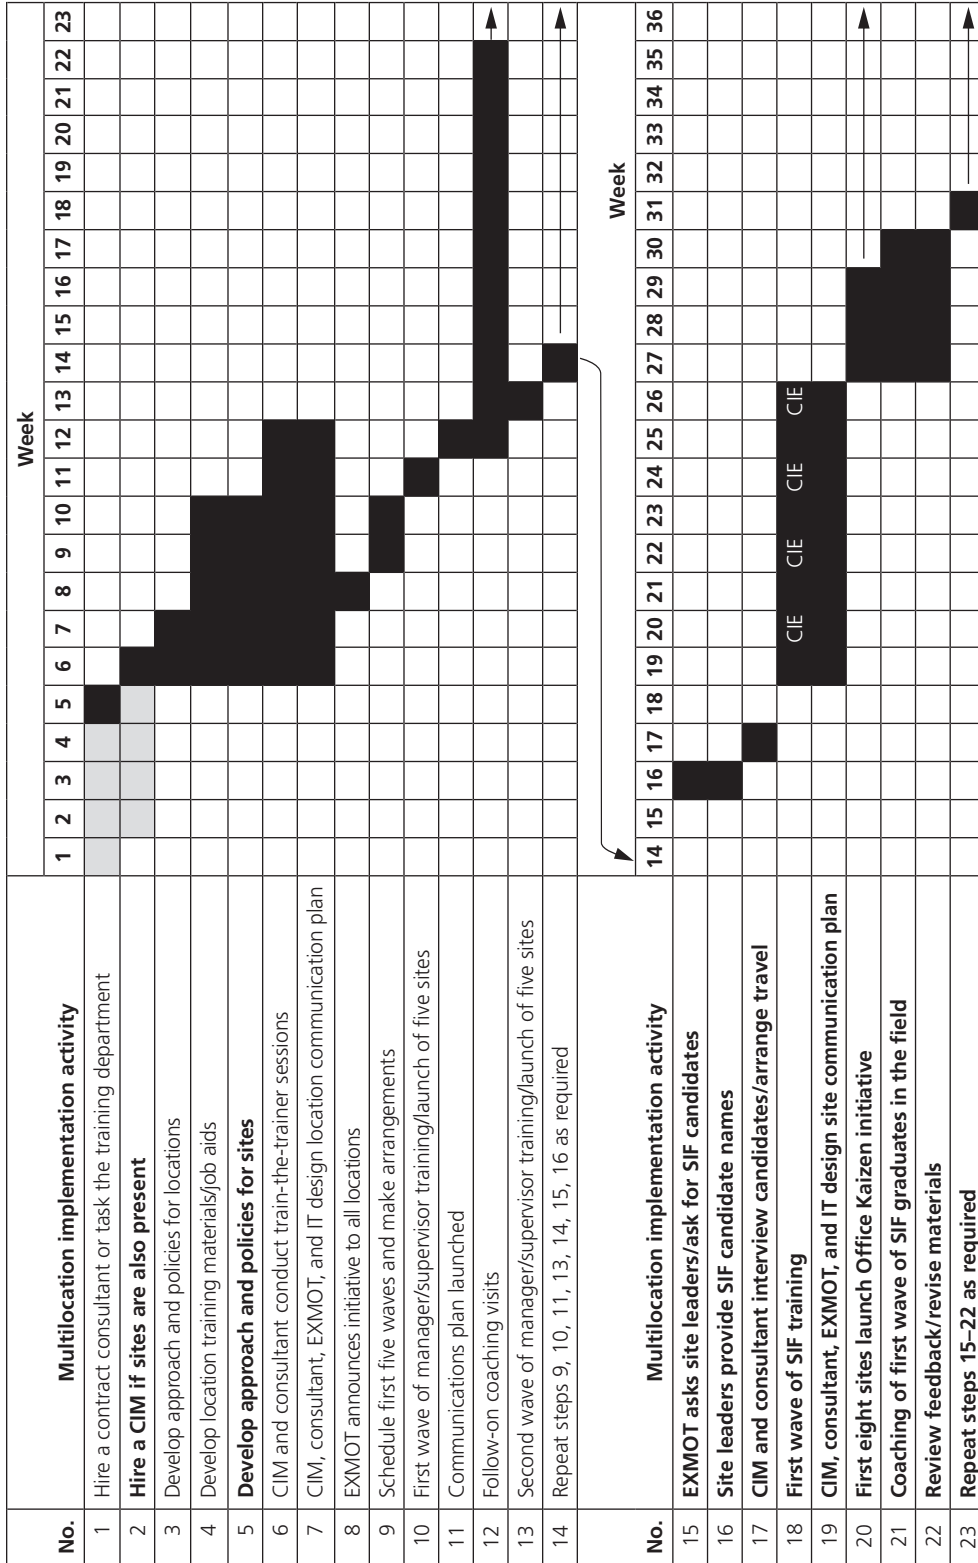 Week
No. Multilocation implementation activity 1 2 3 4 5 6 7 8 9 10 11 12 13 14 15 16 17 18 19 20 21 22 23
1 Hire a contract consultant or task the training department
2 Hire a CIM if sites are also present
3 Develop approach and policies for locations
4 Develop location training materials/job aids
5 Develop approach and policies for sites
6 CIM and consultant conduct train-the-trainer sessions
7 CIM, consultant, EXMOT, and IT design location communication plan
8 EXMOT announces initiative to all locations
9 Schedule first five waves and make arrangements
10 First wave of manager/supervisor training/launch of five sites
11 Communications plan launched
12 Follow-on coaching visits
13 Second wave of manager/supervisor training/launch of five sites
14 Repeat steps 9, 10, 11, 13, 14, 15, 16 as required
Week
No. Multilocation implementation activity 14 15 16 17 18 19 20 21 22 23 24 25 26 27 28 29 30 31 32 33 34 35 36
15 EXMOT asks site leaders/ask for SIF candidates
16 Site leaders provide SIF candidate names
17 CIM and consultant interview candidates/arrange travel
18 First wave of SIF training CIE CIE CIE CIE
19 CIM, consultant, EXMOT, and IT design site communication plan
20 First eight sites launch Office Kaizen initiative
21 Coaching of first wave of SIF graduates in the field
22 Review feedback/revise materials
23 Repeat steps 15–22 as required